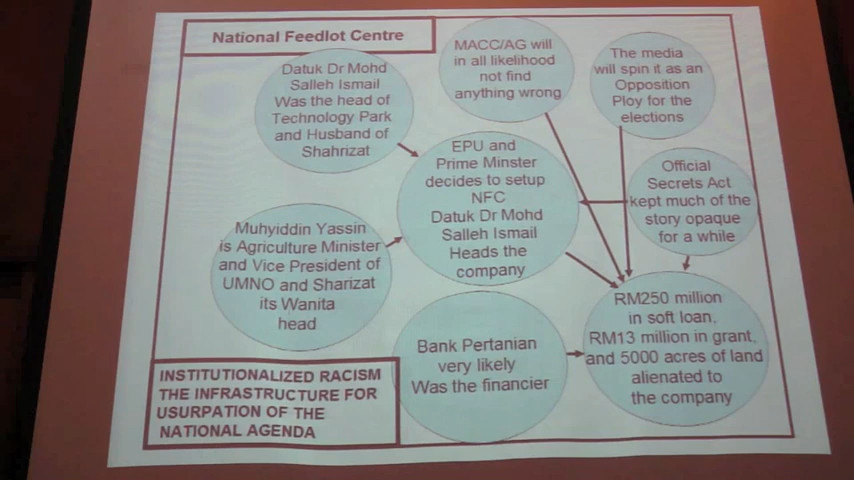 National Feedlot Centre
Datuk Dr Mohd
Salleh Ismail
Was the head of
Technology Park
and Husband of
Shahrizat
MACC/AG will
in all likelihood
not find
anything wrong
The media
will spin it as an
Opposition
Ploy for the
elections
EPU and
Prime Minster
decides to setup
NFC
Datuk Dr Mohd
Salleh Ismail
Heads the
company
Official
Secrets Act
kept much of the
story opaque
for a while
Muhyiddin Yassin
is Agriculture Minister
and Vice President of
UMNO and Sharizat
its Wanita
head
Bank Pertanian
very likely
Was the financier
RM250 million
in soft loan,
RM13 million in grant,
and 5000 acres of land
alienated to
the company
INSTITUTIONALIZED RACISM
THE INFRASTRUCTURE FOR
USURPATION OF THE
NATIONAL AGENDA